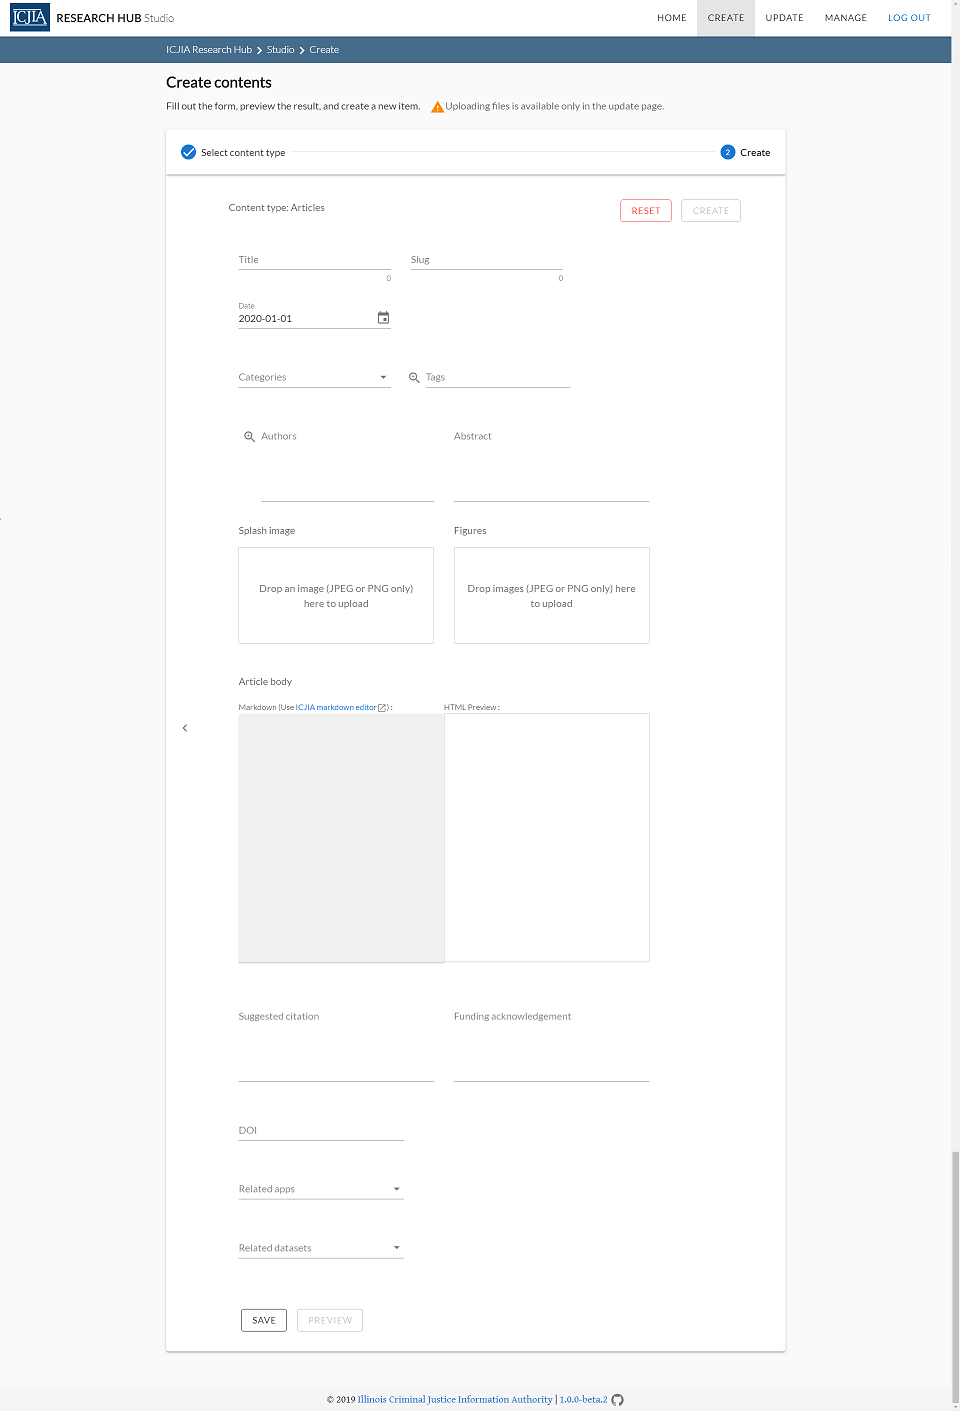 ICJIA RESEARCH HUB Studio HOME CREATE UPDATE MANAGE LOG OUT
ICJIA Research Hub Studio Create
Create contents
Fill out the form, preview the result, and create a new item. Uploading files is available only in the update page.
Select content type 2 Create
Content type: Articles RESET CREATE
Title Slug
0 0
Date
2020-01-01
Categories Tags
Authors Abstract
Splash image Figures
Drop an image (JPEG or PNG only) Drop images (JPEG or PNG only) here
here to upload to upload
Article body
Markdown (Use ICJIA markdown editor) : HTML Preview :
Suggested citation Funding acknowledgement
DOI
Related apps
Related datasets
SAVE PREVIEW
© 2019 Illinois Criminal Justice Information Authority | 1.0.0-beta.2